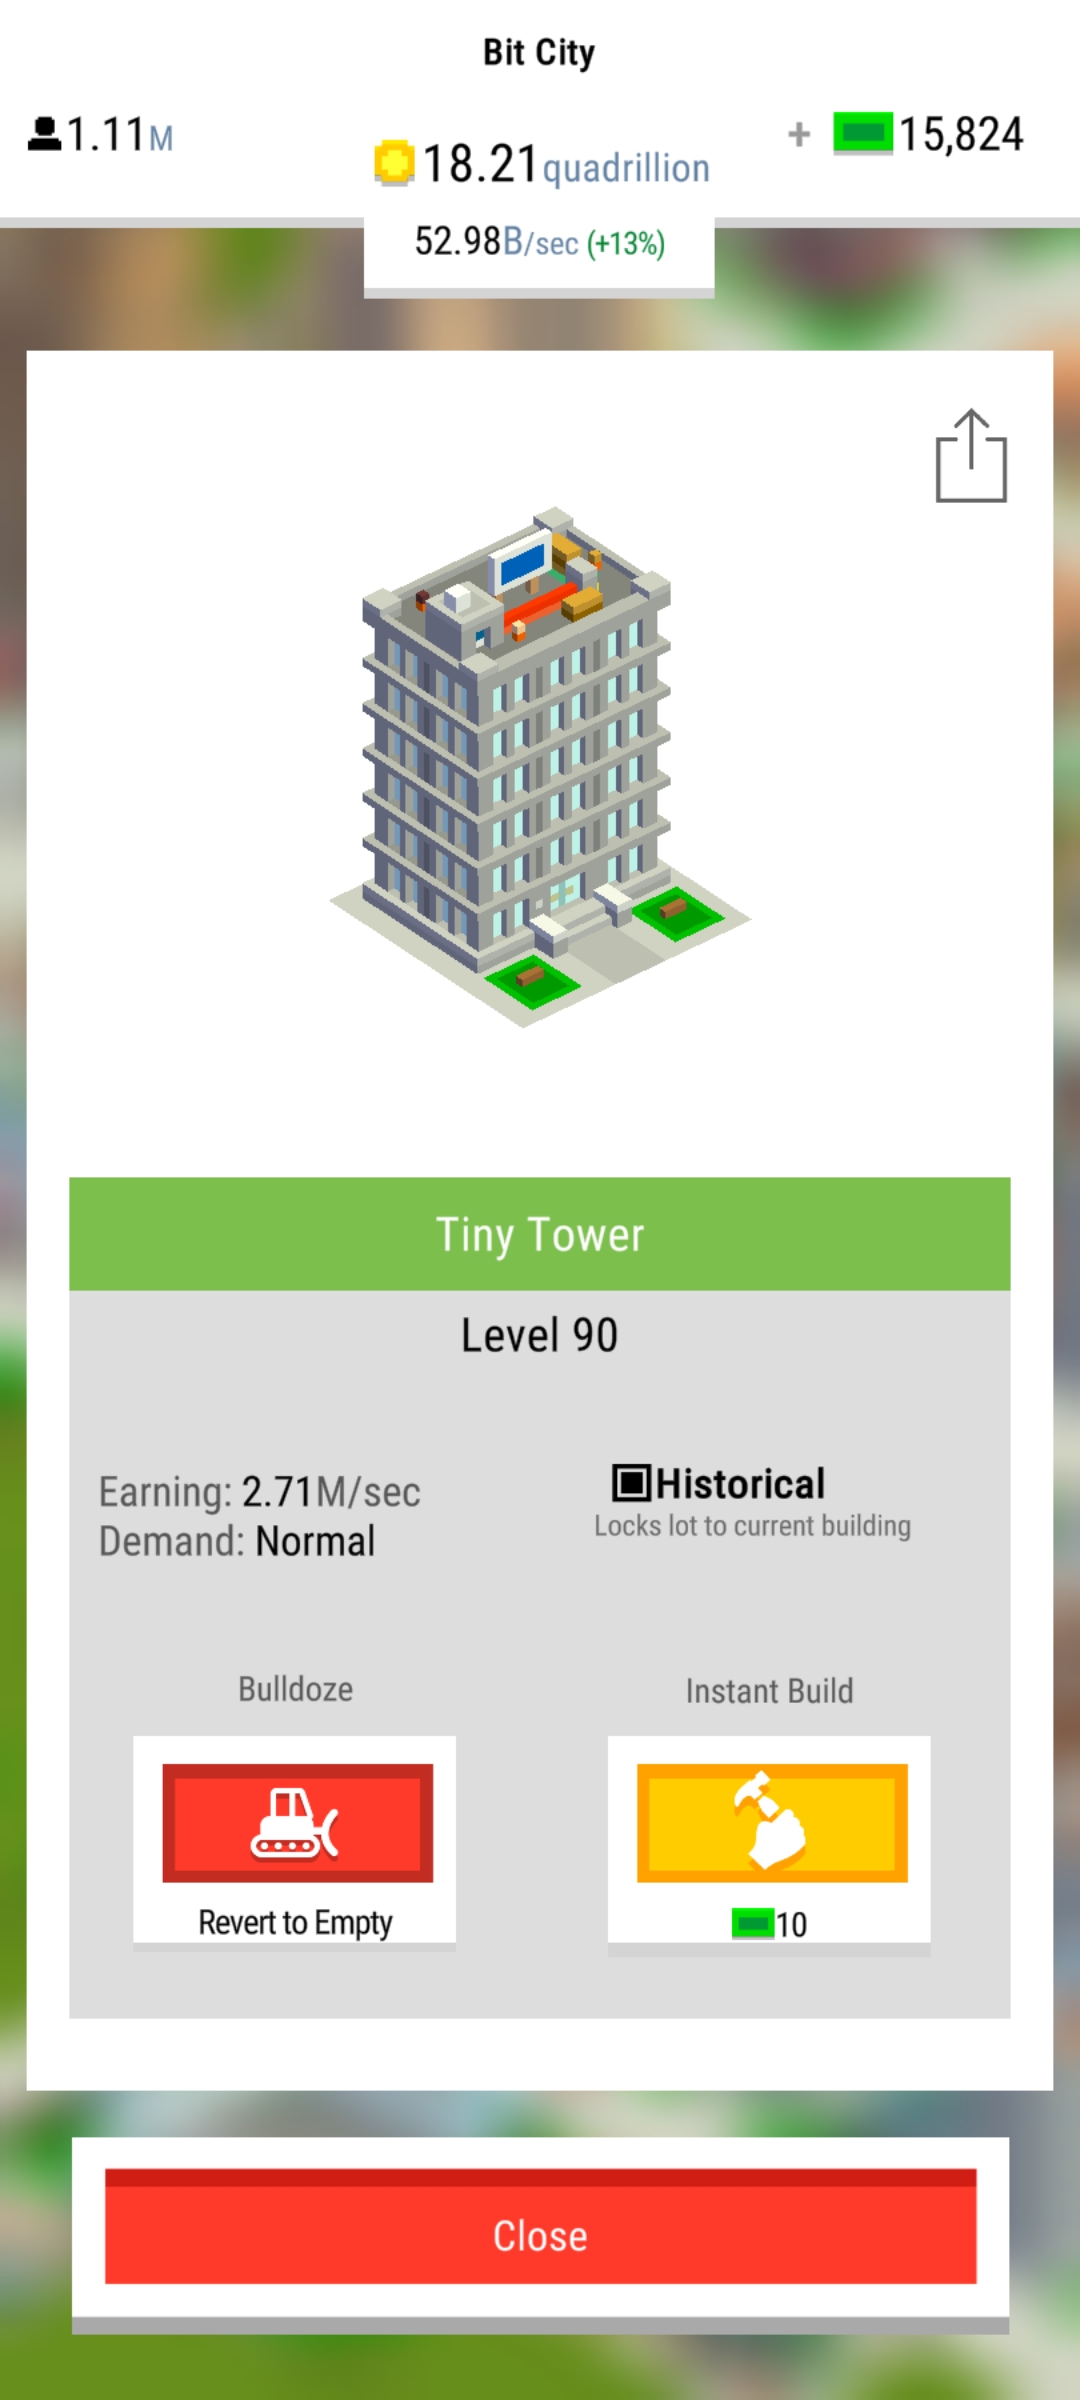 Bit City
1.11M
18.21quadrillion
+ 15,824
52.98B/sec (+13%)
Tiny Tower
Level 90
Earning: 2.71M/sec
Demand: Normal
Historical
Locks lot to current building
Bulldoze
Instant Build
Revert to Empty
10
Close